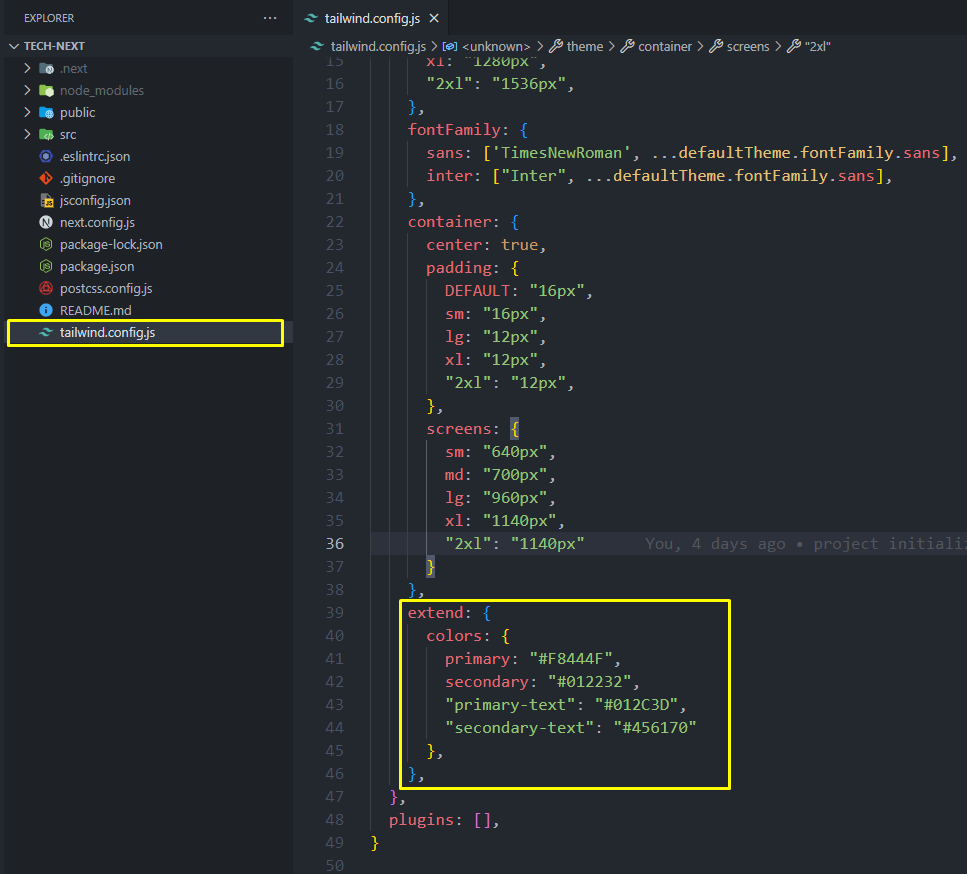 EXPLORER ...
TECH-NEXT
.next
node_modules
public
src
.eslintrc.json
.gitignore
jsconfig.json
next.config.js
package-lock.json
package.json
postcss.config.js
README.md
tailwind.config.js
tailwind.config.js
tailwind.config.js > <unknown> > theme > container > screens > "2xl"
15 xl: "1280px",
16 "2xl": "1536px",
17 },
18 fontFamily: {
19 sans: ['TimesNewRoman', ...defaultTheme.fontFamily.sans],
20 inter: ["Inter", ...defaultTheme.fontFamily.sans],
21 },
22 container: {
23 center: true,
24 padding: {
25 DEFAULT: "16px",
26 sm: "16px",
27 lg: "12px",
28 xl: "12px",
29 "2xl": "12px",
30 },
31 screens: {
32 sm: "640px",
33 md: "700px",
34 lg: "960px",
35 xl: "1140px",
36 "2xl": "1140px" You, 4 days ago • project initiali
37 }
38 },
39 extend: {
40 colors: {
41 primary: "#F8444F",
42 secondary: "#012232",
43 "primary-text": "#012C3D",
44 "secondary-text": "#456170"
45 },
46 },
47 },
48 plugins: [],
49 }
50